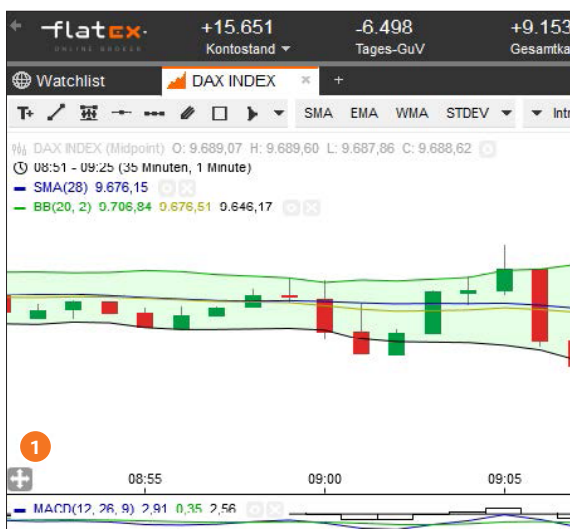 flatex
ONLINE BROKER
+15.651
Kontostand
-6.498
Tages-GuV
+9.153
Gesamtka
Watchlist
DAX INDEX × +
T+ SMA EMA WMA STDEV Intr
DAX INDEX (Midpoint) O: 9.689,07 H: 9.689,60 L: 9.687,86 C: 9.688,62
08:51 - 09:25 (35 Minuten, 1 Minute)
SMA(28) 9.676,15
BB(20, 2) 9.706,84 9.676,51 9.646,17
1
08:55 09:00 09:05
MACD(12, 26, 9) 2,91 0,35 2,56